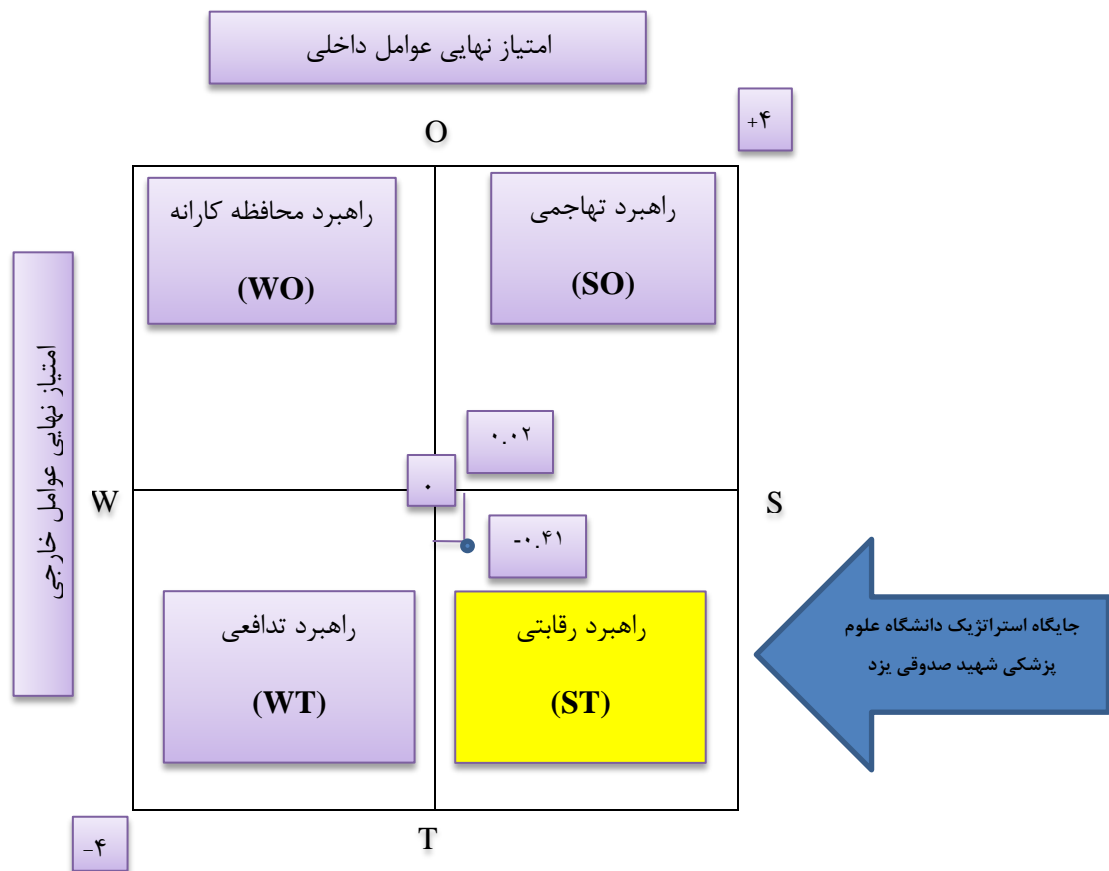 امتیاز نهایی عوامل داخلی
+۴
O
راهبرد تهاجمی
(SO)
راهبرد محافظه کارانه
(WO)
امتیاز نهایی عوامل خارجی
۰.۰۲
۰
W
S
-۰.۴۱
راهبرد رقابتی
(ST)
راهبرد تدافعی
(WT)
جایگاه استراتژیک دانشگاه علوم
پزشکی شهید صدوقی یزد
T
-۴